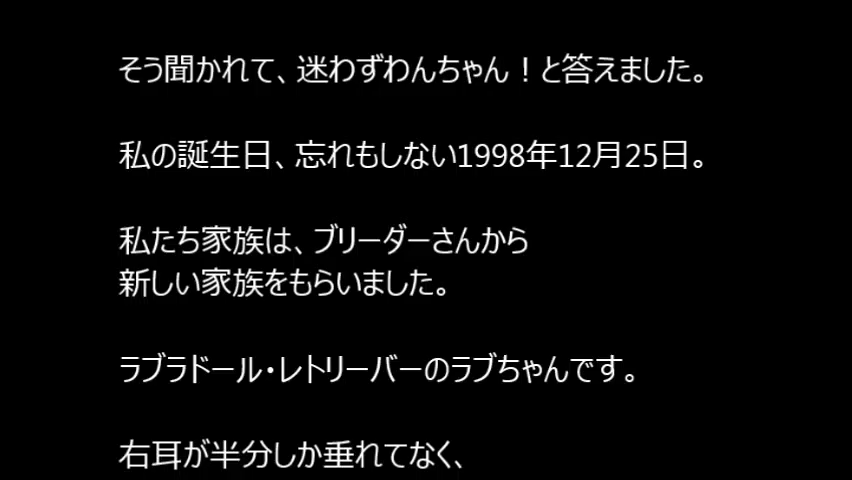 そう聞かれて、迷わずわんちゃん！と答えました。
私の誕生日、忘れもしない1998年12月25日。
私たち家族は、ブリーダーさんから
新しい家族をもらいました。
ラブラドール・レトリーバーのラブちゃんです。
右耳が半分しか垂れてなく、